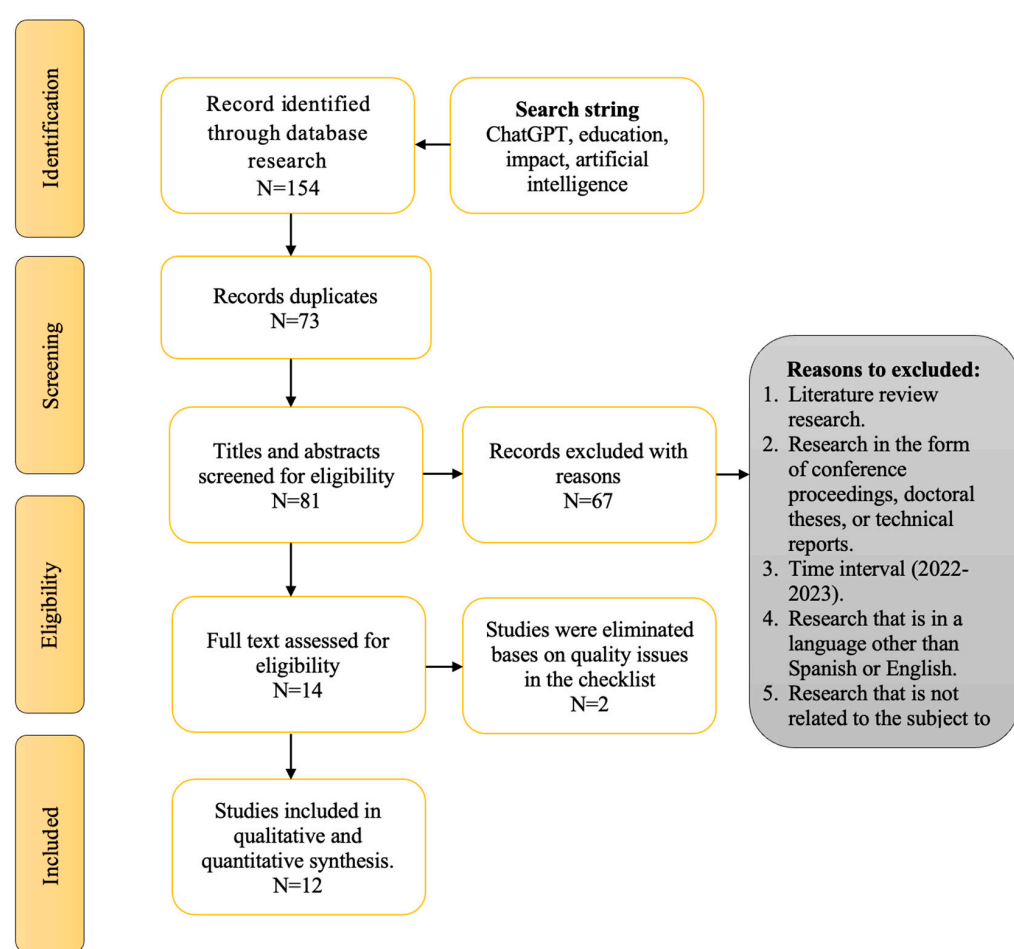 Identification
Record identified
through database
research
N=154
Search string
ChatGPT, education,
impact, artificial
intelligence
Screening
Records duplicates
N=73
Titles and abstracts
screened for eligibility
N=81
Records excluded with
reasons
N=67
Reasons to excluded:
1. Literature review
research.
2. Research in the form
of conference
proceedings, doctoral
theses, or technical
reports.
3. Time interval (2022-
2023).
4. Research that is in a
language other than
Spanish or English.
5. Research that is not
related to the subject to
Eligibility
Full text assessed for
eligibility
N=14
Studies were eliminated
bases on quality issues
in the checklist
N=2
Included
Studies included in
qualitative and
quantitative synthesis.
N=12